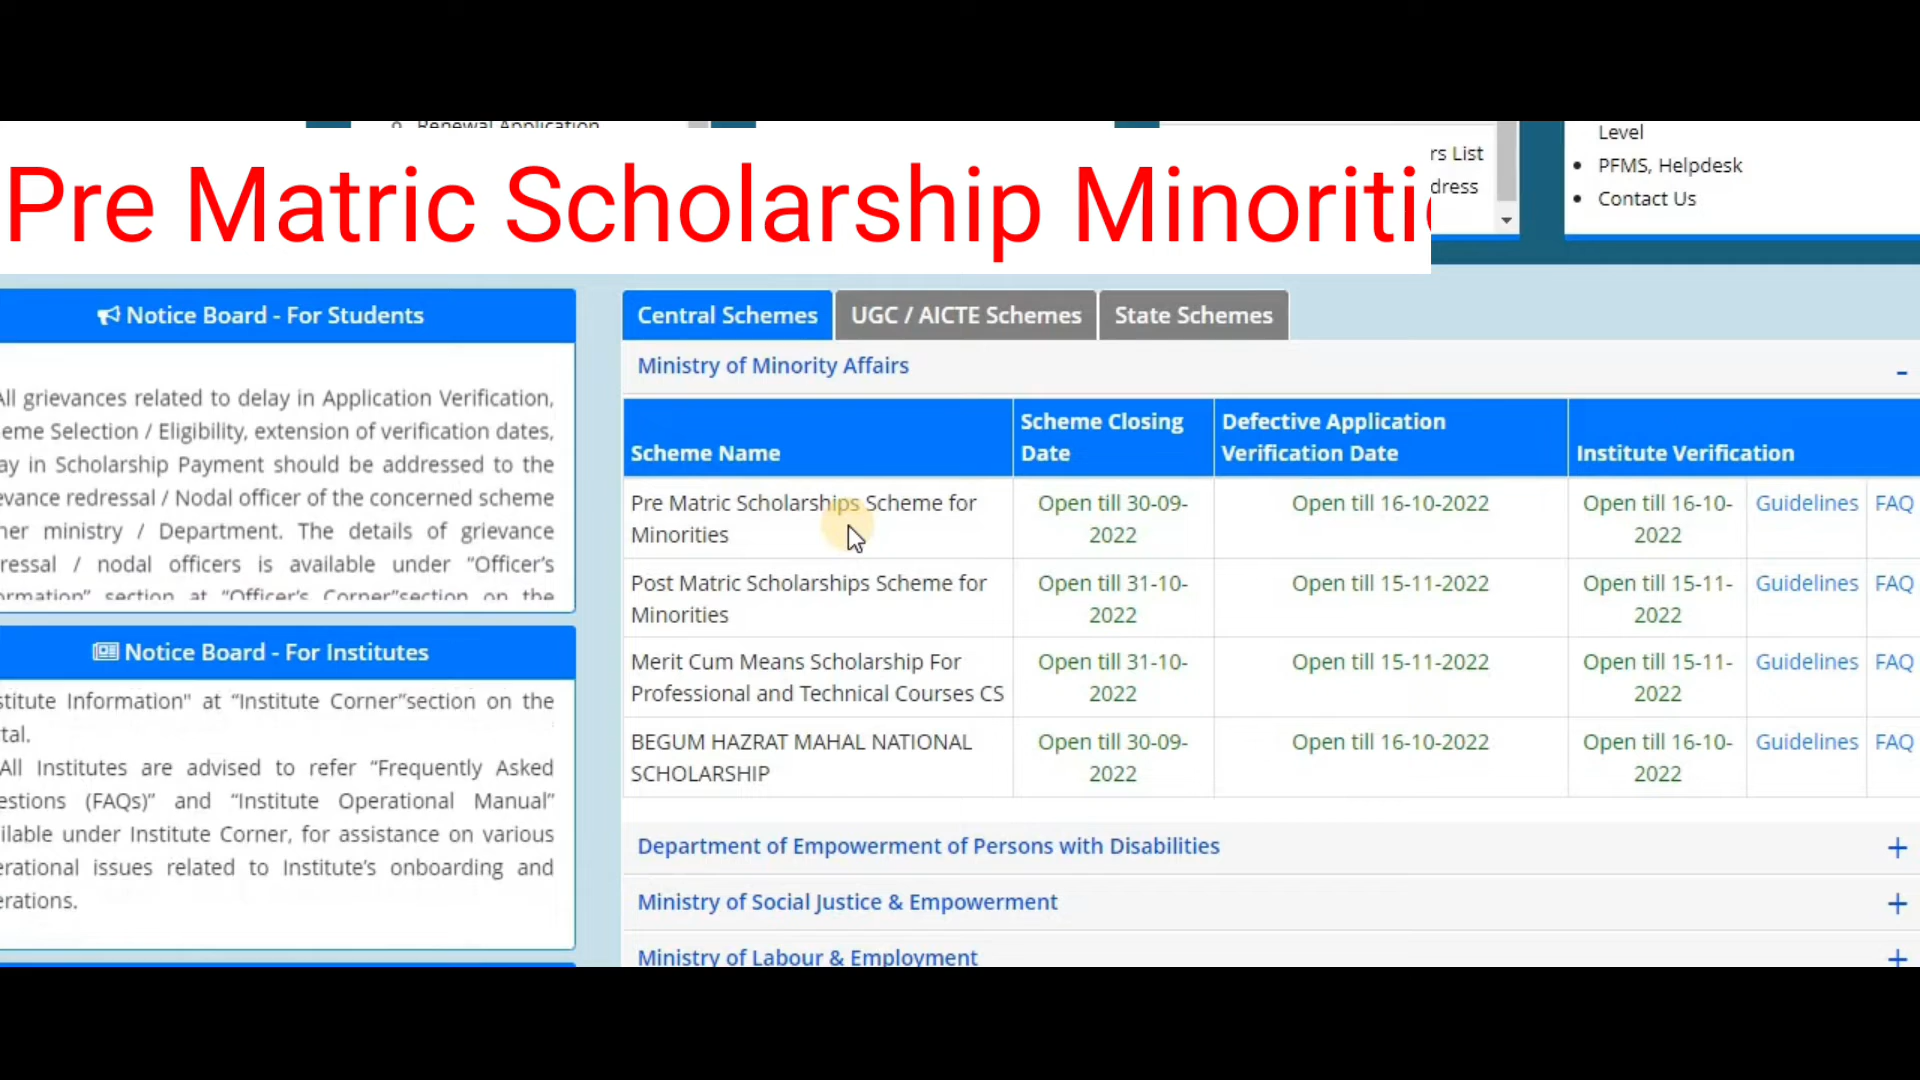 Renewal Application
Pre Matric Scholarship Minoriti
rs List
dress
Level
PFMS, Helpdesk
Contact Us
Notice Board - For Students
All grievances related to delay in Application Verification,
eme Selection / Eligibility, extension of verification dates,
ay in Scholarship Payment should be addressed to the
evance redressal / Nodal officer of the concerned scheme
her ministry / Department. The details of grievance
ressal / nodal officers is available under “Officer’s
ormation” section at “Officer’s Corner”section on the
Notice Board - For Institutes
stitute Information" at “Institute Corner”section on the
tal.
All Institutes are advised to refer “Frequently Asked
estions (FAQs)” and “Institute Operational Manual”
ilable under Institute Corner, for assistance on various
erational issues related to Institute’s onboarding and
erations.
Central Schemes UGC / AICTE Schemes State Schemes
Ministry of Minority Affairs -
Scheme Name
Scheme Closing
Date
Defective Application
Verification Date
Institute Verification
Pre Matric Scholarships Scheme for
Minorities
Open till 30-09-
2022
Open till 16-10-2022
Open till 16-10-
2022
Guidelines
FAQ
Post Matric Scholarships Scheme for
Minorities
Open till 31-10-
2022
Open till 15-11-2022
Open till 15-11-
2022
Guidelines
FAQ
Merit Cum Means Scholarship For
Professional and Technical Courses CS
Open till 31-10-
2022
Open till 15-11-2022
Open till 15-11-
2022
Guidelines
FAQ
BEGUM HAZRAT MAHAL NATIONAL
SCHOLARSHIP
Open till 30-09-
2022
Open till 16-10-2022
Open till 16-10-
2022
Guidelines
FAQ
Department of Empowerment of Persons with Disabilities +
Ministry of Social Justice & Empowerment +
Ministry of Labour & Employment +